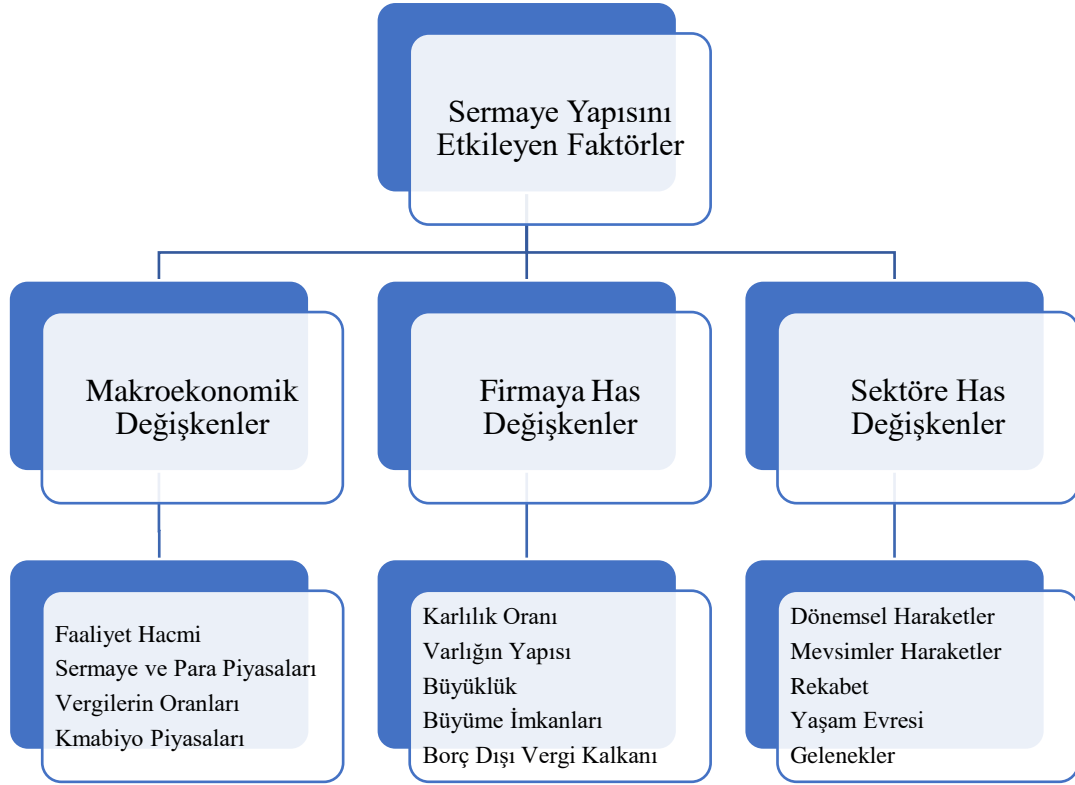 Sermaye Yapısını
Etkileyen Faktörler
Makroekonomik
Değişkenler
Firmaya Has
Değişkenler
Sektöre Has
Değişkenler
Faaliyet Hacmi
Sermaye ve Para Piyasaları
Vergilerin Oranları
Kmabiyo Piyasaları
Karlılık Oranı
Varlığın Yapısı
Büyüklük
Büyüme İmkanları
Borç Dışı Vergi Kalkanı
Dönemsel Haraketler
Mevsimler Haraketler
Rekabet
Yaşam Evresi
Gelenekler